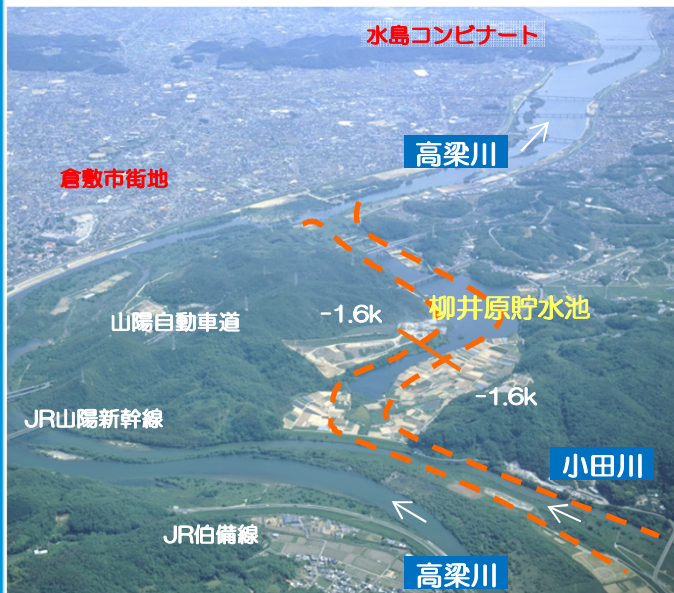 水島コンビナート
高梁川
倉敷市街地
柳井原貯水池
-1.6k
山陽自動車道
-1.6k
JR山陽新幹線
小田川
JR伯備線
高梁川